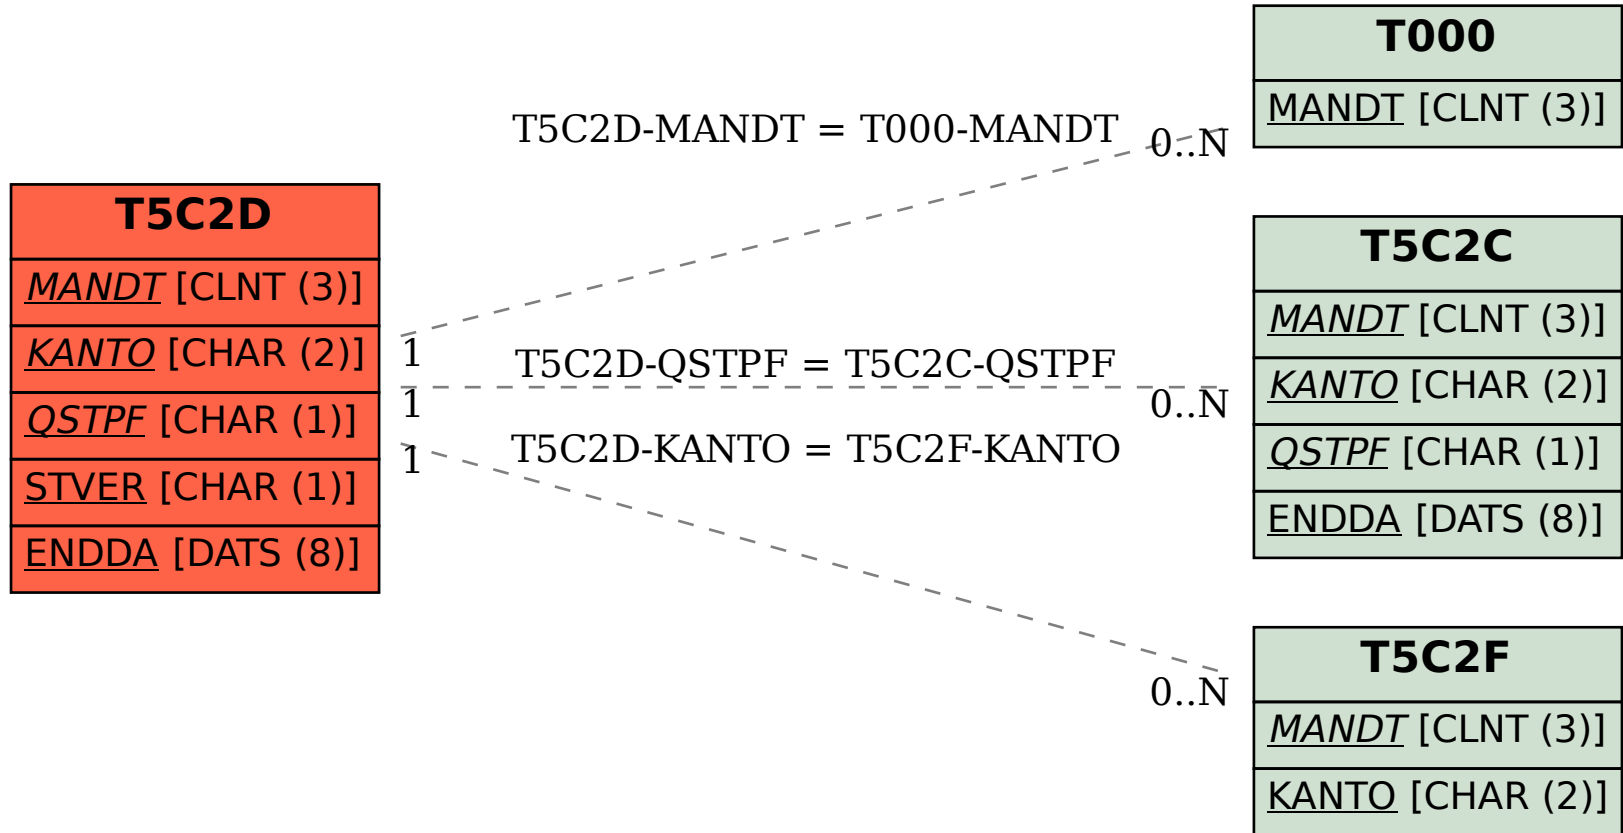 T5C2D
MANDT [CLNT (3)]
KANTO [CHAR (2)]
QSTPF [CHAR (1)]
STVER [CHAR (1)]
ENDDA [DATS (8)]
T5C2D-MANDT = T000-MANDT
0..N
1
T5C2D-QSTPF = T5C2C-QSTPF
1
0..N
T5C2D-KANTO = T5C2F-KANTO
1
0..N
T000
MANDT [CLNT (3)]
T5C2C
MANDT [CLNT (3)]
KANTO [CHAR (2)]
QSTPF [CHAR (1)]
ENDDA [DATS (8)]
T5C2F
MANDT [CLNT (3)]
KANTO [CHAR (2)]